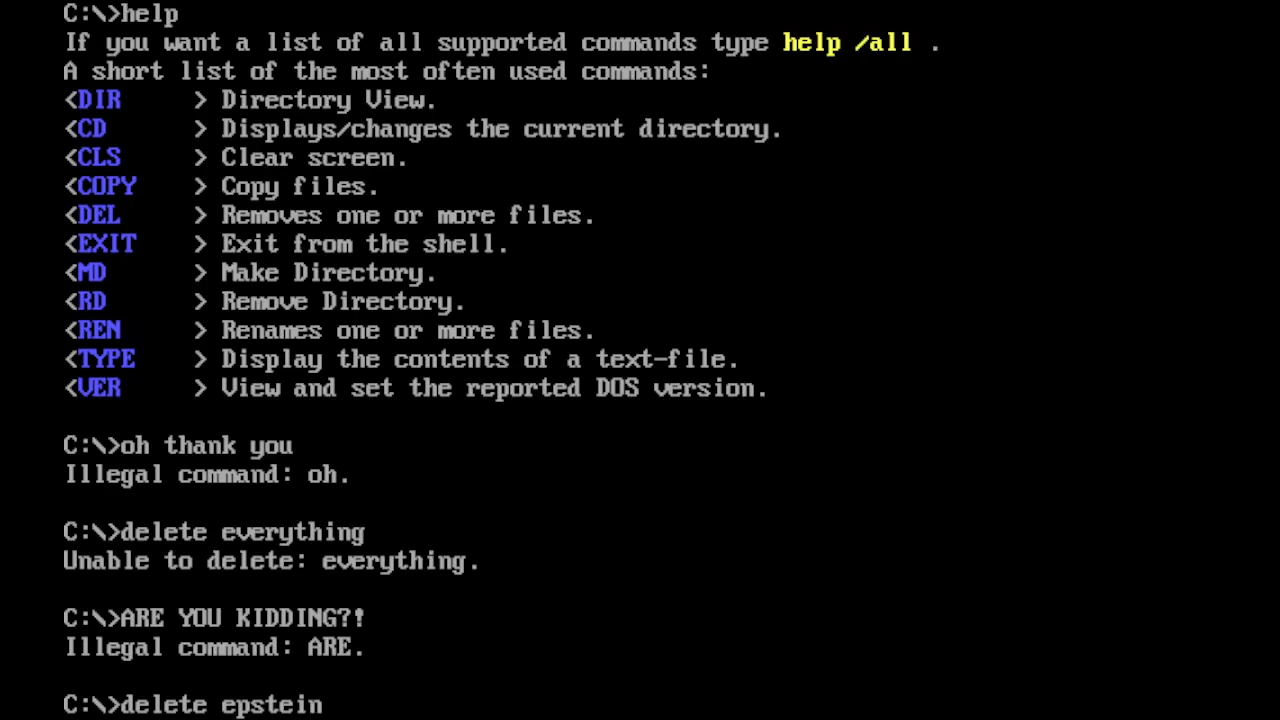 C:\>help
If you want a list of all supported commands type help /all .
A short list of the most often used commands:
<DIR     > Directory View.
<CD      > Displays/changes the current directory.
<CLS     > Clear screen.
<COPY    > Copy files.
<DEL     > Removes one or more files.
<EXIT    > Exit from the shell.
<MD      > Make Directory.
<RD      > Remove Directory.
<REN     > Renames one or more files.
<TYPE    > Display the contents of a text-file.
<VER     > View and set the reported DOS version.
C:\>oh thank you
Illegal command: oh.
C:\>delete everything
Unable to delete: everything.
C:\>ARE YOU KIDDING?!
Illegal command: ARE.
C:\>delete epstein